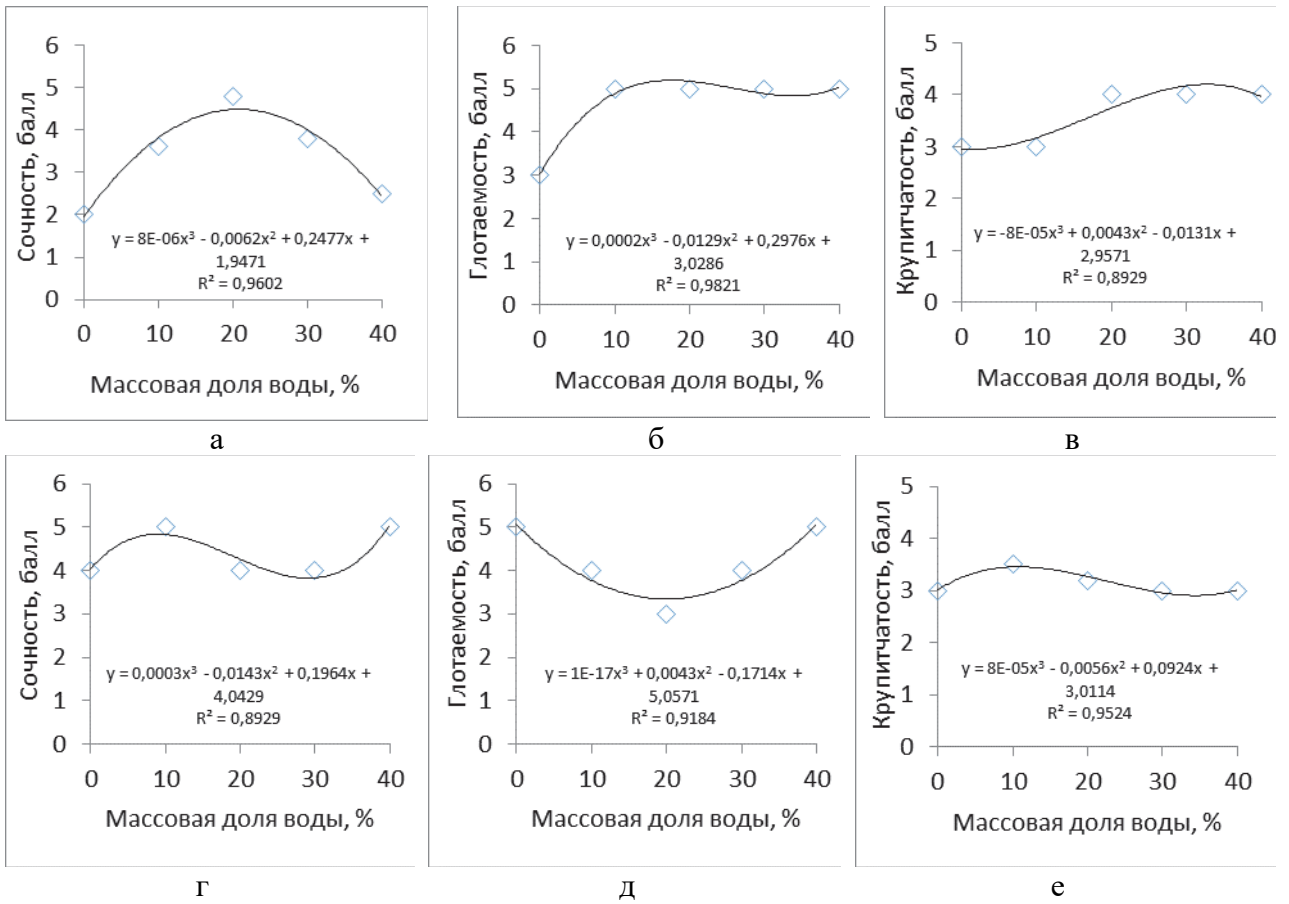 Сочность, балл
6
5
4
3
2
1
0
y = 8E-06x³ - 0,0062x² + 0,2477x +
1,9471
R² = 0,9602
0 10 20 30 40
Массовая доля воды, %
а
Глотаемость, балл
6
5
4
3
2
1
0
y = 0,0002x³ - 0,0129x² + 0,2976x +
3,0286
R² = 0,9821
0 10 20 30 40
Массовая доля воды, %
б
Крупитчатость, балл
5
4
3
2
1
0
y = -8E-05x³ + 0,0043x² - 0,0131x +
2,9571
R² = 0,8929
0 10 20 30 40
Массовая доля воды, %
в
Сочность, балл
6
5
4
3
2
1
0
y = 0,0003x³ - 0,0143x² + 0,1964x +
4,0429
R² = 0,8929
0 10 20 30 40
Массовая доля воды, %
г
Глотаемость, балл
6
5
4
3
2
1
0
y = 1E-17x³ + 0,0043x² - 0,1714x +
5,0571
R² = 0,9184
0 10 20 30 40
Массовая доля воды, %
д
Крупитчатость, балл
5
4
3
2
1
0
y = 8E-05x³ - 0,0056x² + 0,0924x +
3,0114
R² = 0,9524
0 10 20 30 40
Массовая доля воды, %
е